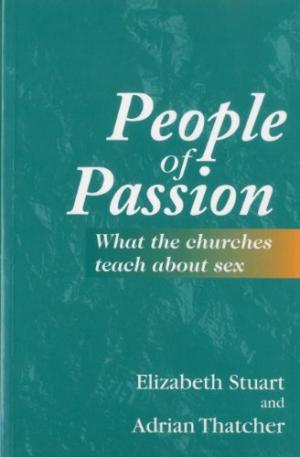 People
of
Passion
What the churches
teach about sex
Elizabeth Stuart
and
Adrian Thatcher